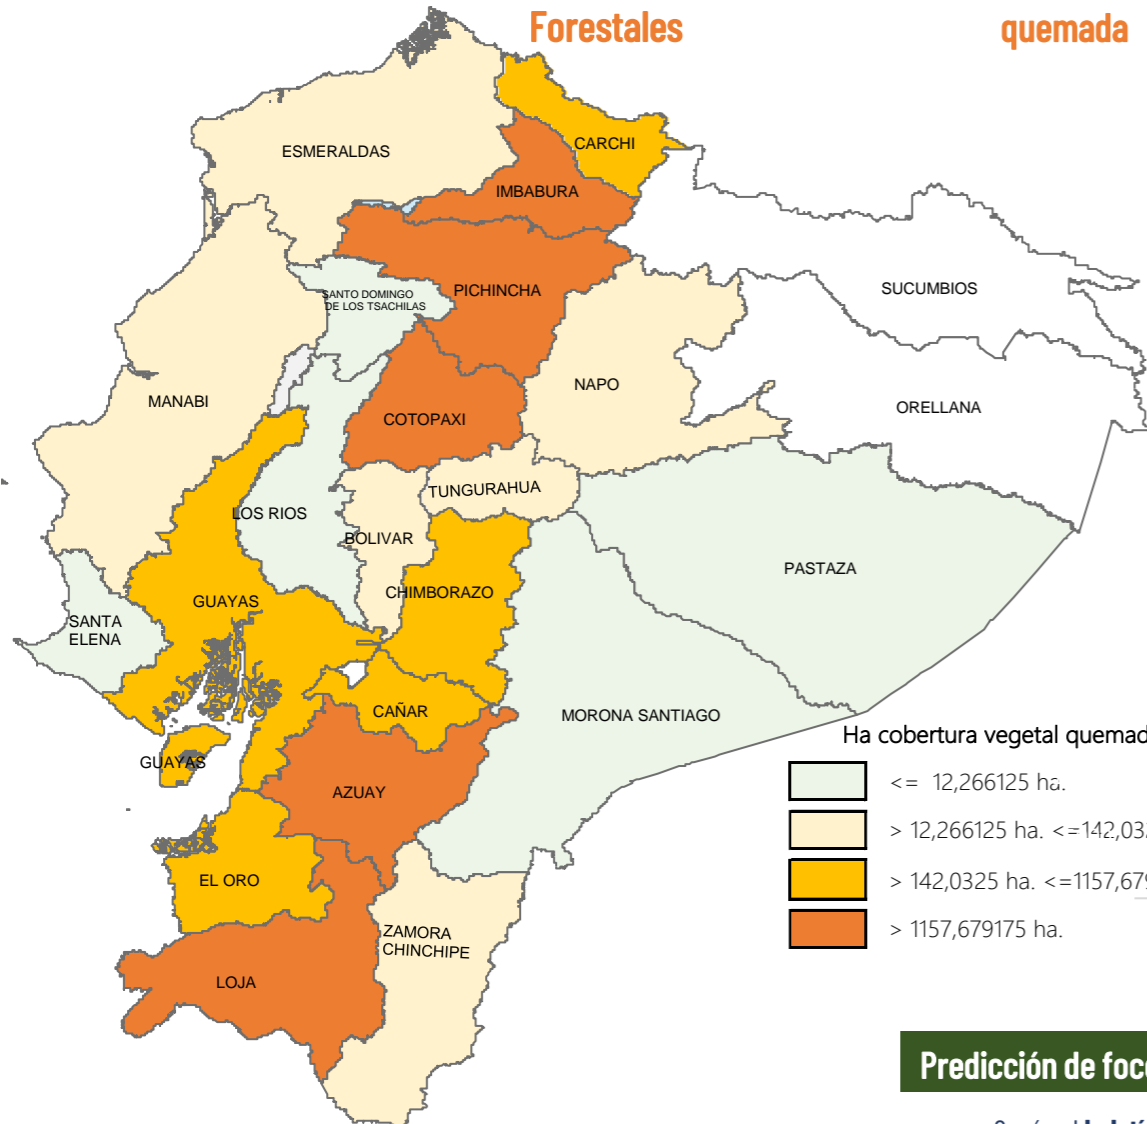 Forestales
quemada
CARCHI
ESMERALDAS
IMBABURA
SUCUMBIOS
PICHINCHA
SANTO DOMINGO
DE LOS TSACHILAS
NAPO
MANABI
ORELLANA
COTOPAXI
TUNGURAHUA
LOS RIOS
BOLIVAR
PASTAZA
CHIMBORAZO
GUAYAS
SANTA
ELENA
CAÑAR
MORONA SANTIAGO
GUAYAS
AZUAY
EL ORO
ZAMORA
CHINCHIPE
LOJA
Ha cobertura vegetal quemad
<= 12,266125 ha.
> 12,266125 ha. <=142,03
> 142,0325 ha. <=1157,679
> 1157,679175 ha.
Predicción de foc